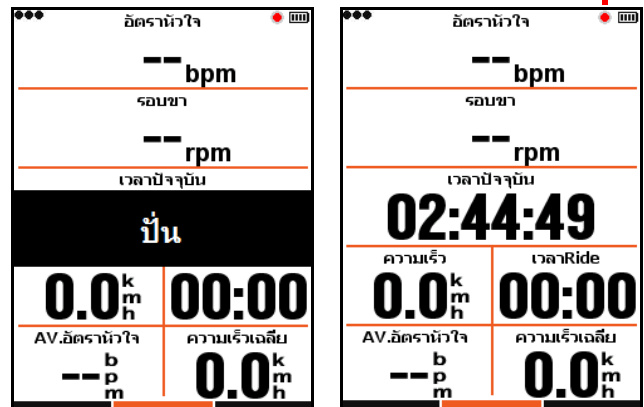 อัตราหัวใจ
--bpm
รอบขา
--rpm
เวลาปัจจุบัน
ปั่น
0.0kmh 00:00
AV.อัตราหัวใจ ความเร็วเฉลี่ย
--bpm 0.0kmh
อัตราหัวใจ
--bpm
รอบขา
--rpm
เวลาปัจจุบัน
02:44:49
ความเร็ว เวลาRide
0.0kmh 00:00
AV.อัตราหัวใจ ความเร็วเฉลี่ย
--bpm 0.0kmh